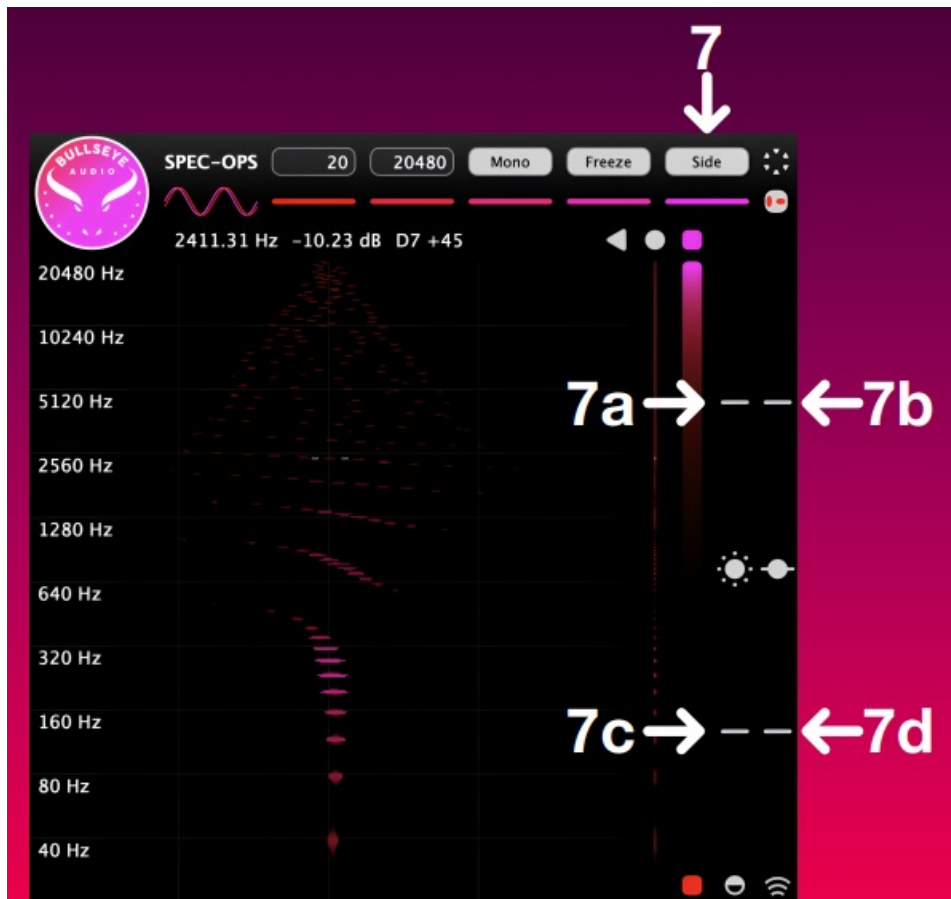 7
BULLSEYE
AUDIO
SPEC-OPS 20 20480 Mono Freeze Side
2411.31 Hz -10.23 dB D7 +45
20480 Hz
10240 Hz
5120 Hz
7a 7b
2560 Hz
1280 Hz
640 Hz
320 Hz
160 Hz
7c 7d
80 Hz
40 Hz